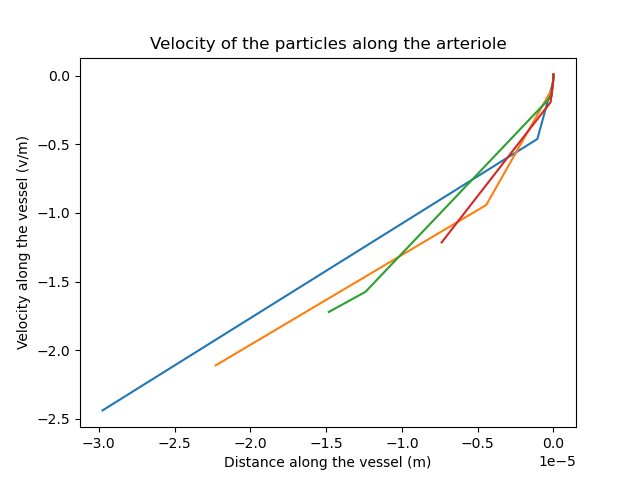 Velocity of the particles along the arteriole
Velocity along the vessel (v/m)
0.0
−0.5
−1.0
−1.5
−2.0
−2.5
−3.0 −2.5 −2.0 −1.5 −1.0 −0.5 0.0
1e−5
Distance along the vessel (m)